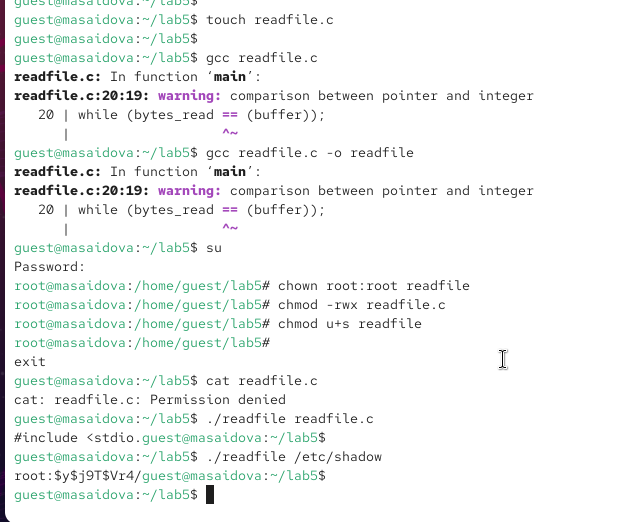 guest@masaidova:~/lab5$
guest@masaidova:~/lab5$ touch readfile.c
guest@masaidova:~/lab5$
guest@masaidova:~/lab5$ gcc readfile.c
readfile.c: In function ‘main’:
readfile.c:20:19: warning: comparison between pointer and integer
   20 | while (bytes_read == (buffer));
      |                   ^~
guest@masaidova:~/lab5$ gcc readfile.c -o readfile
readfile.c: In function ‘main’:
readfile.c:20:19: warning: comparison between pointer and integer
   20 | while (bytes_read == (buffer));
      |                   ^~
guest@masaidova:~/lab5$ su
Password:
root@masaidova:/home/guest/lab5# chown root:root readfile
root@masaidova:/home/guest/lab5# chmod -rwx readfile.c
root@masaidova:/home/guest/lab5# chmod u+s readfile
root@masaidova:/home/guest/lab5#
exit
guest@masaidova:~/lab5$ cat readfile.c
cat: readfile.c: Permission denied
guest@masaidova:~/lab5$ ./readfile readfile.c
#include <stdio.guest@masaidova:~/lab5$
guest@masaidova:~/lab5$ ./readfile /etc/shadow
root:$y$j9T$Vr4/guest@masaidova:~/lab5$
guest@masaidova:~/lab5$